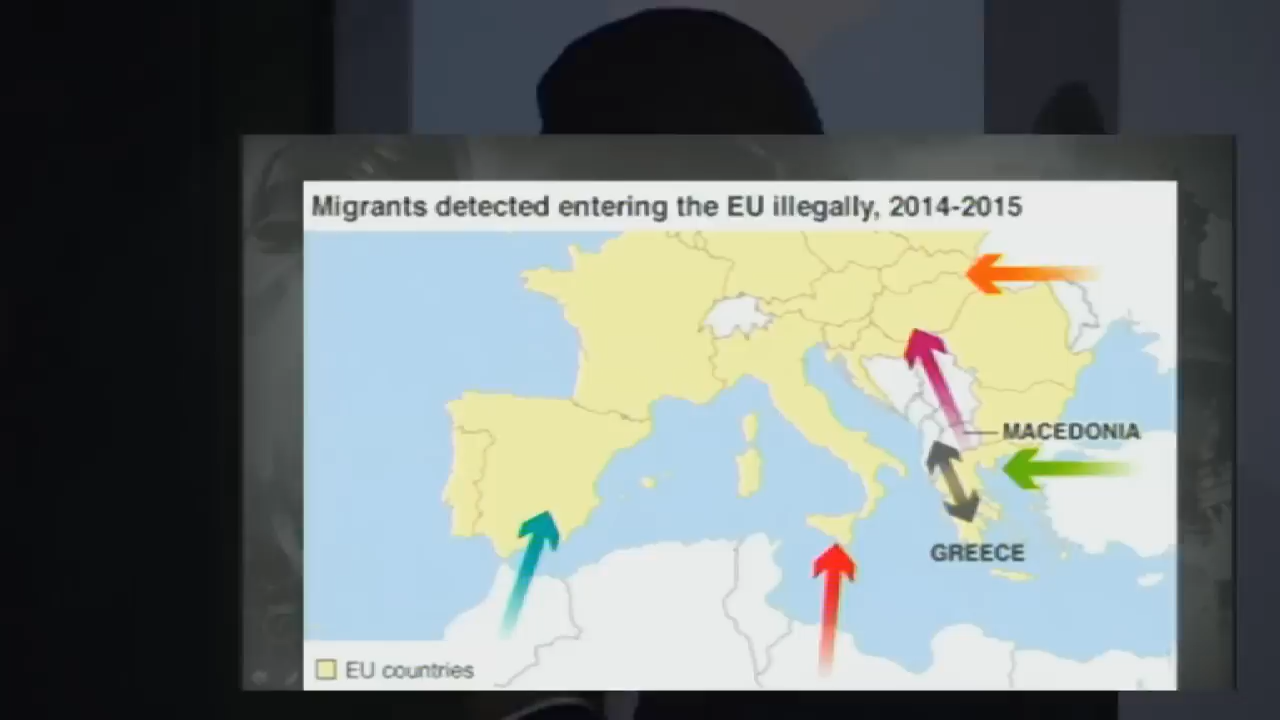 Migrants detected entering the EU illegally, 2014-2015
MACEDONIA
GREECE
EU countries